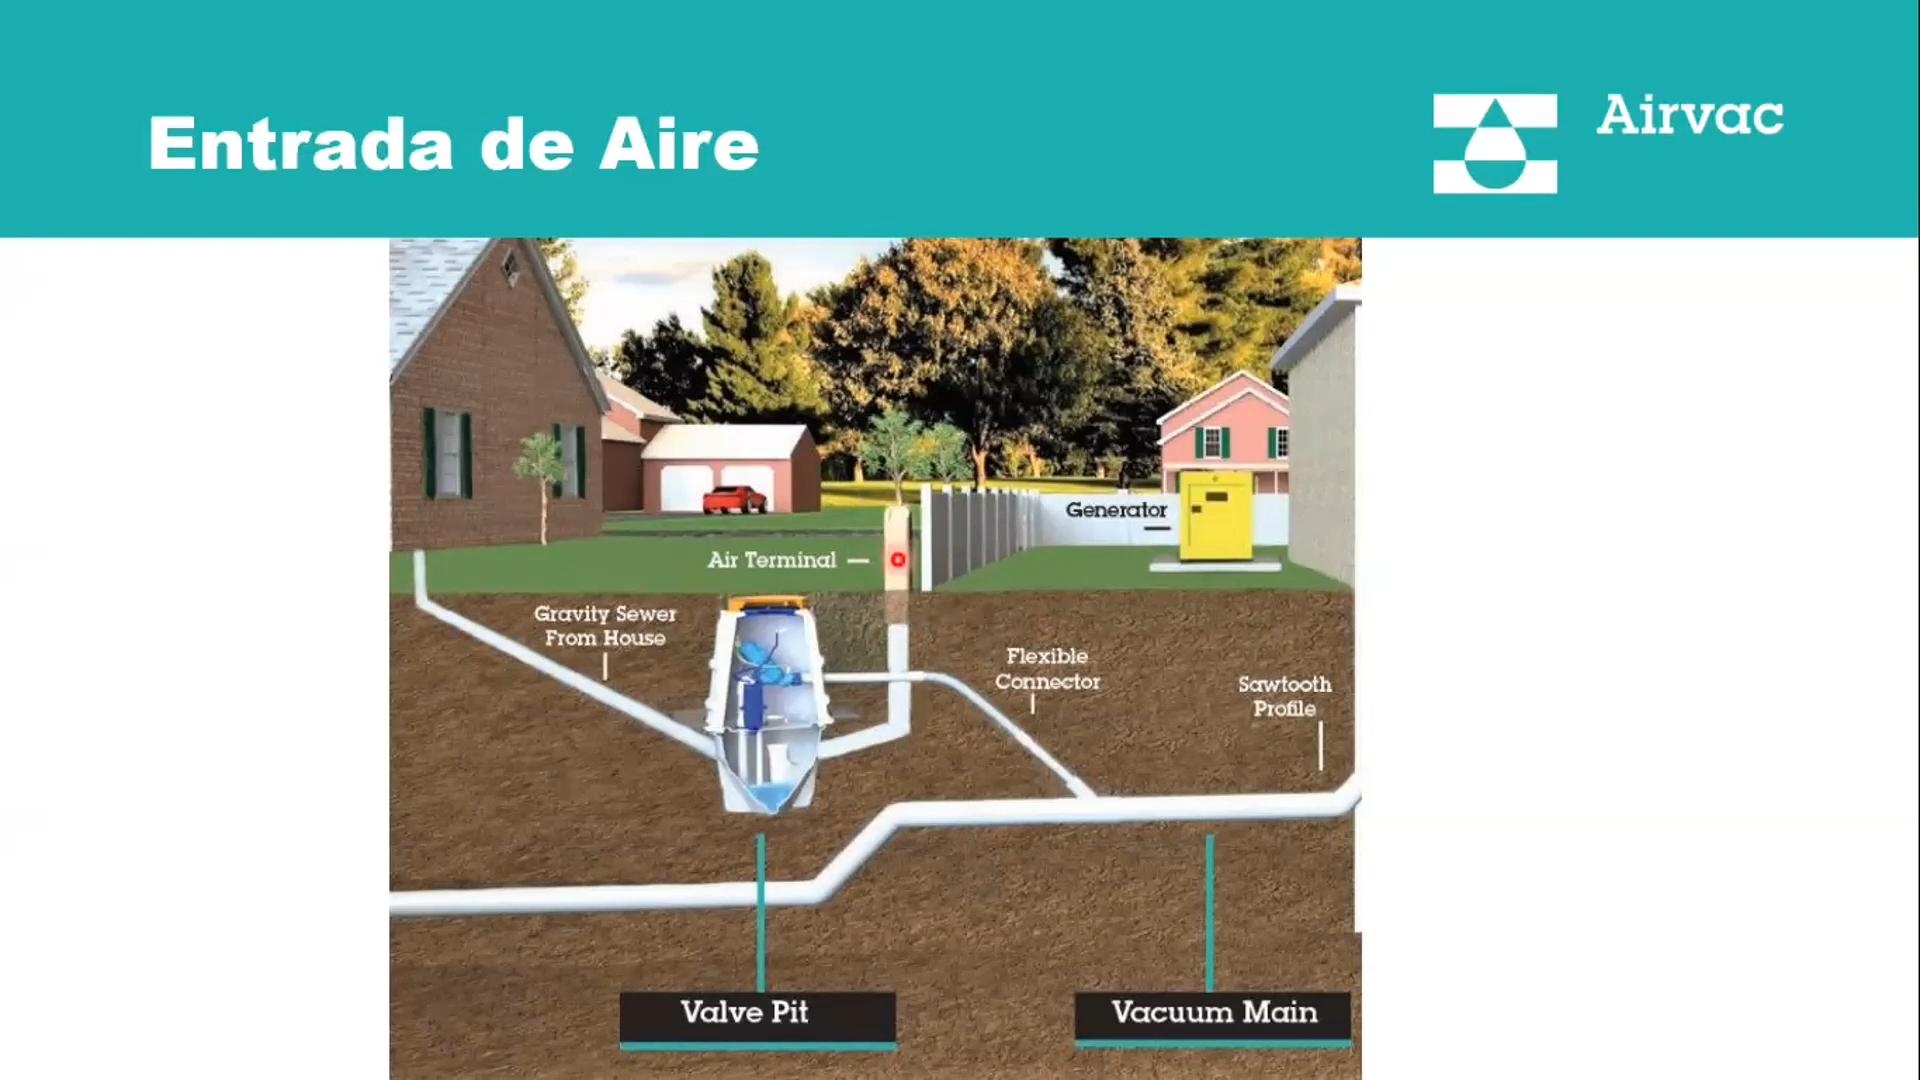 Entrada de Aire
Airvac
Generator
Air Terminal
Gravity Sewer
From House
Flexible
Connector
Sawtooth
Profile
Valve Pit
Vacuum Main